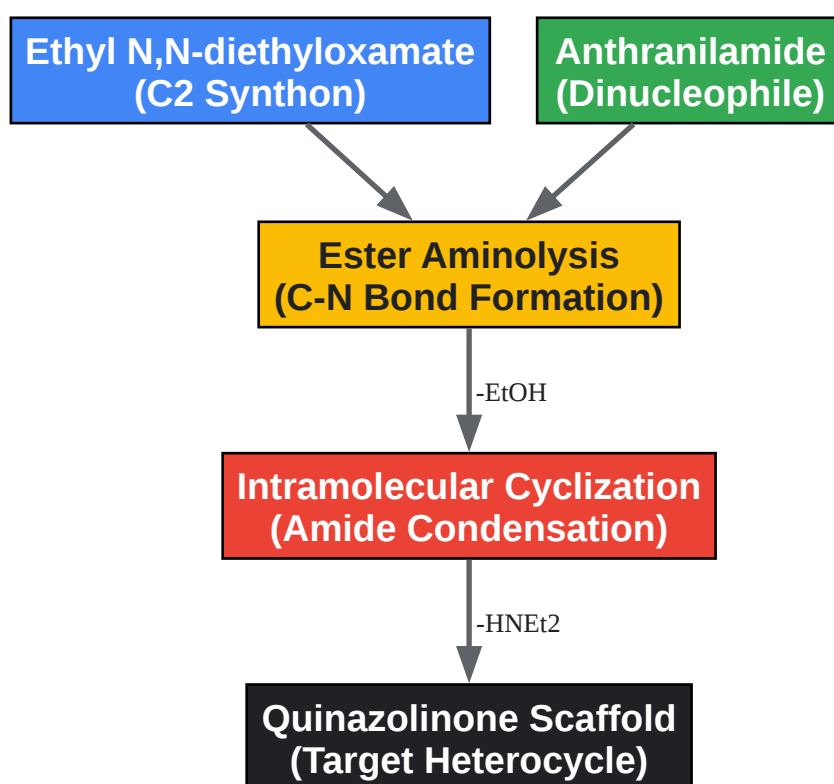 Ethyl N,N-diethyloxamate
(C2 Synthon)
Anthranilamide
(Dinucleophile)
Ester Aminolysis
(C-N Bond Formation)
-EtOH
Intramolecular Cyclization
(Amide Condensation)
-HNEt2
Quinazolinone Scaffold
(Target Heterocycle)